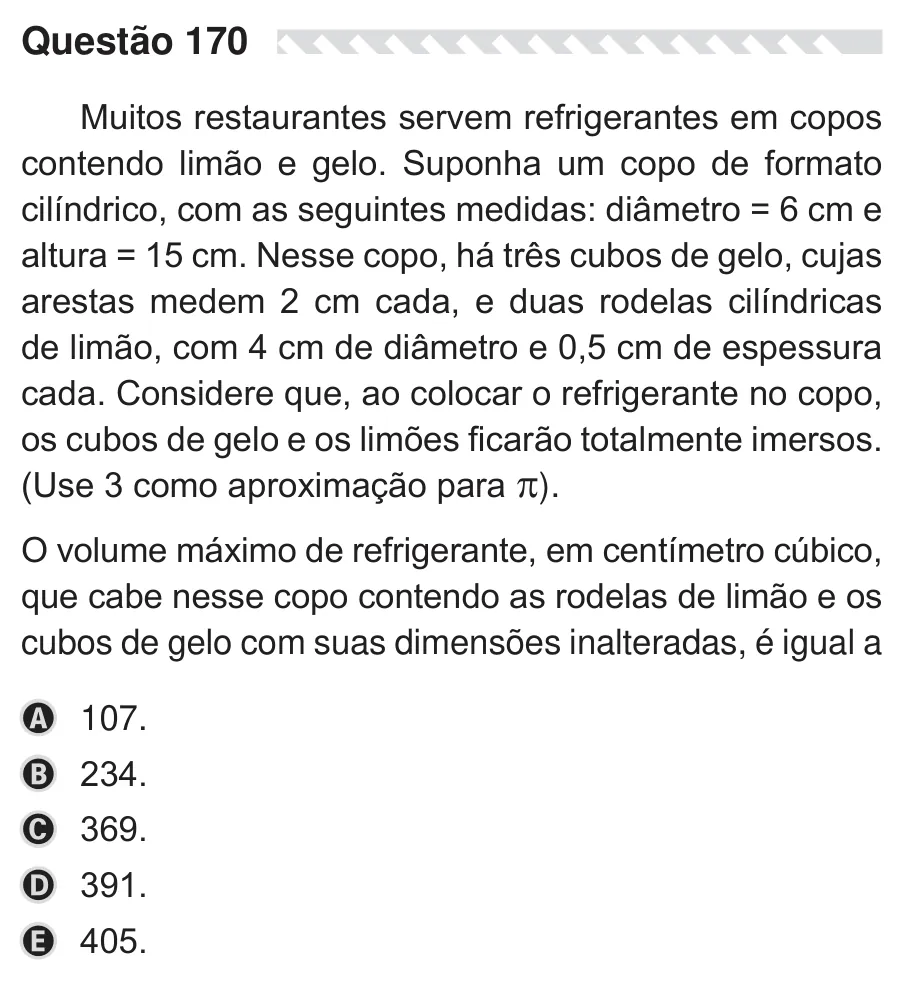 Questão 170
Muitos restaurantes servem refrigerantes em copos
contendo limão e gelo. Suponha um copo de formato
cilíndrico, com as seguintes medidas: diâmetro = 6 cm e
altura = 15 cm. Nesse copo, há três cubos de gelo, cujas
arestas medem 2 cm cada, e duas rodelas cilíndricas
de limão, com 4 cm de diâmetro e 0,5 cm de espessura
cada. Considere que, ao colocar o refrigerante no copo,
os cubos de gelo e os limões ficarão totalmente imersos.
(Use 3 como aproximação para π).
O volume máximo de refrigerante, em centímetro cúbico,
que cabe nesse copo contendo as rodelas de limão e os
cubos de gelo com suas dimensões inalteradas, é igual a
A 107.
B 234.
C 369.
D 391.
E 405.